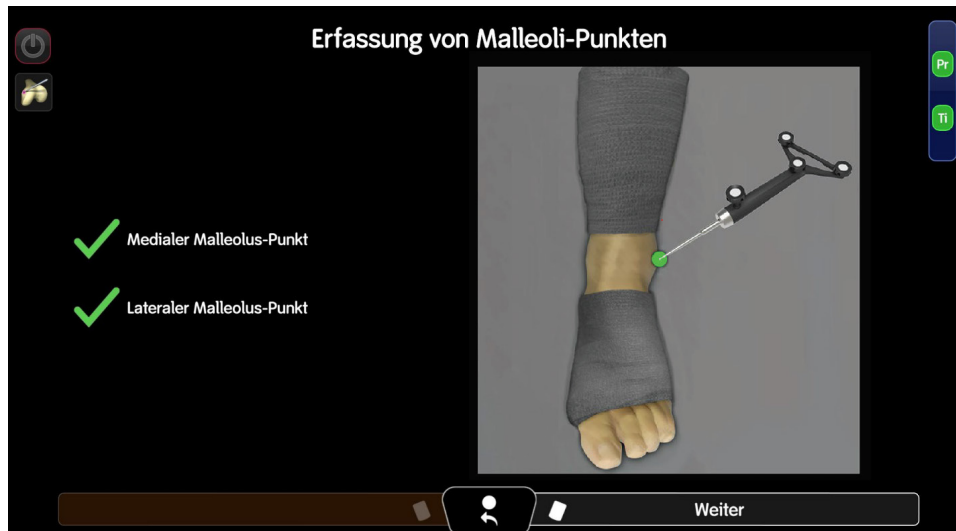 Erfassung von Malleoli-Punkten
Pr
Ti
Medialer Malleolus-Punkt
Lateraler Malleolus-Punkt
Weiter